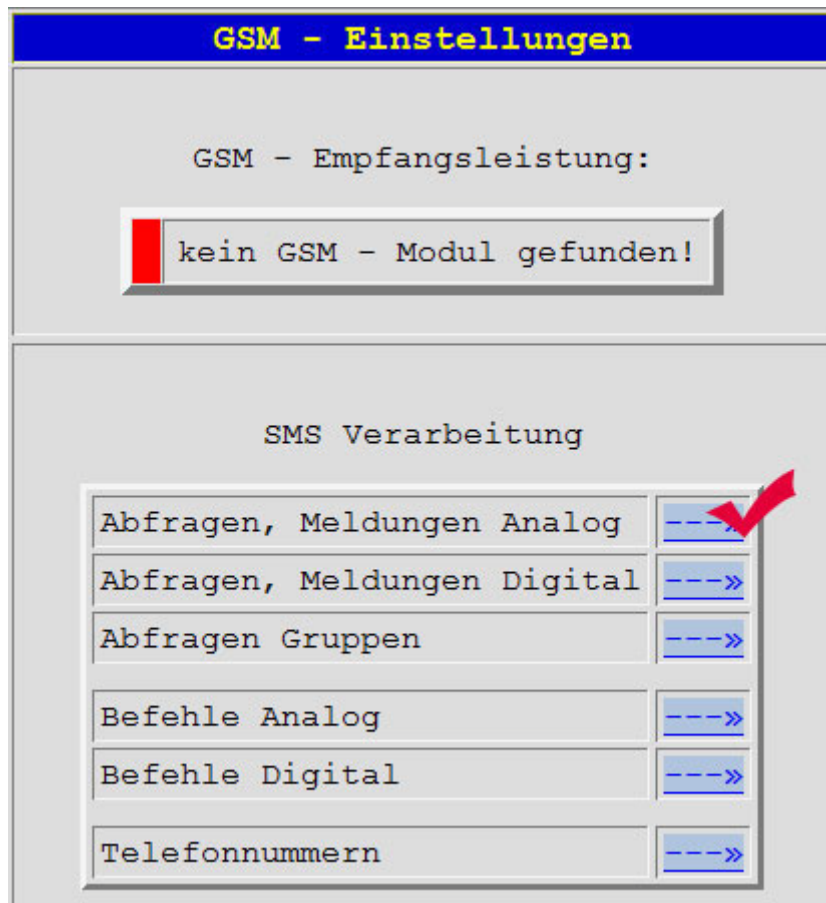 GSM - Einstellungen
GSM - Empfangsleistung:
kein GSM - Modul gefunden!
SMS Verarbeitung
Abfragen, Meldungen Analog ---»
Abfragen, Meldungen Digital ---»
Abfragen Gruppen ---»
Befehle Analog ---»
Befehle Digital ---»
Telefonnummern ---»